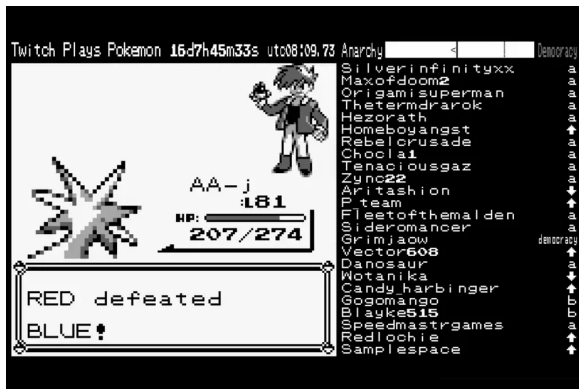 Twitch Plays Pokemon 16d7h45m33s utc08:09.73 Anarchy < Democracy
Silverinfinityxx a
Maxofdoom2 a
Origamisuperman a
Thetermdrarok a
Hezorath a
Homeboyangst ⬆
Rebelcrusade a
Chocla1 a
Tenaciousgaz a
Zync22 a
Aritashion ⬇
P_team ⬆
Fleetofthemalden a
Sideromancer a
Grimjaow democracy
Vector608 ⬆
Danosaur a
Wotanika ⬇
Candy_harbinger ⬆
Gogomango b
Blayke515 b
Speedmastrgames a
Redlochie ⬆
Samplespace ⬆
AA-j
:L81
HP:
207/274
RED defeated
BLUE!